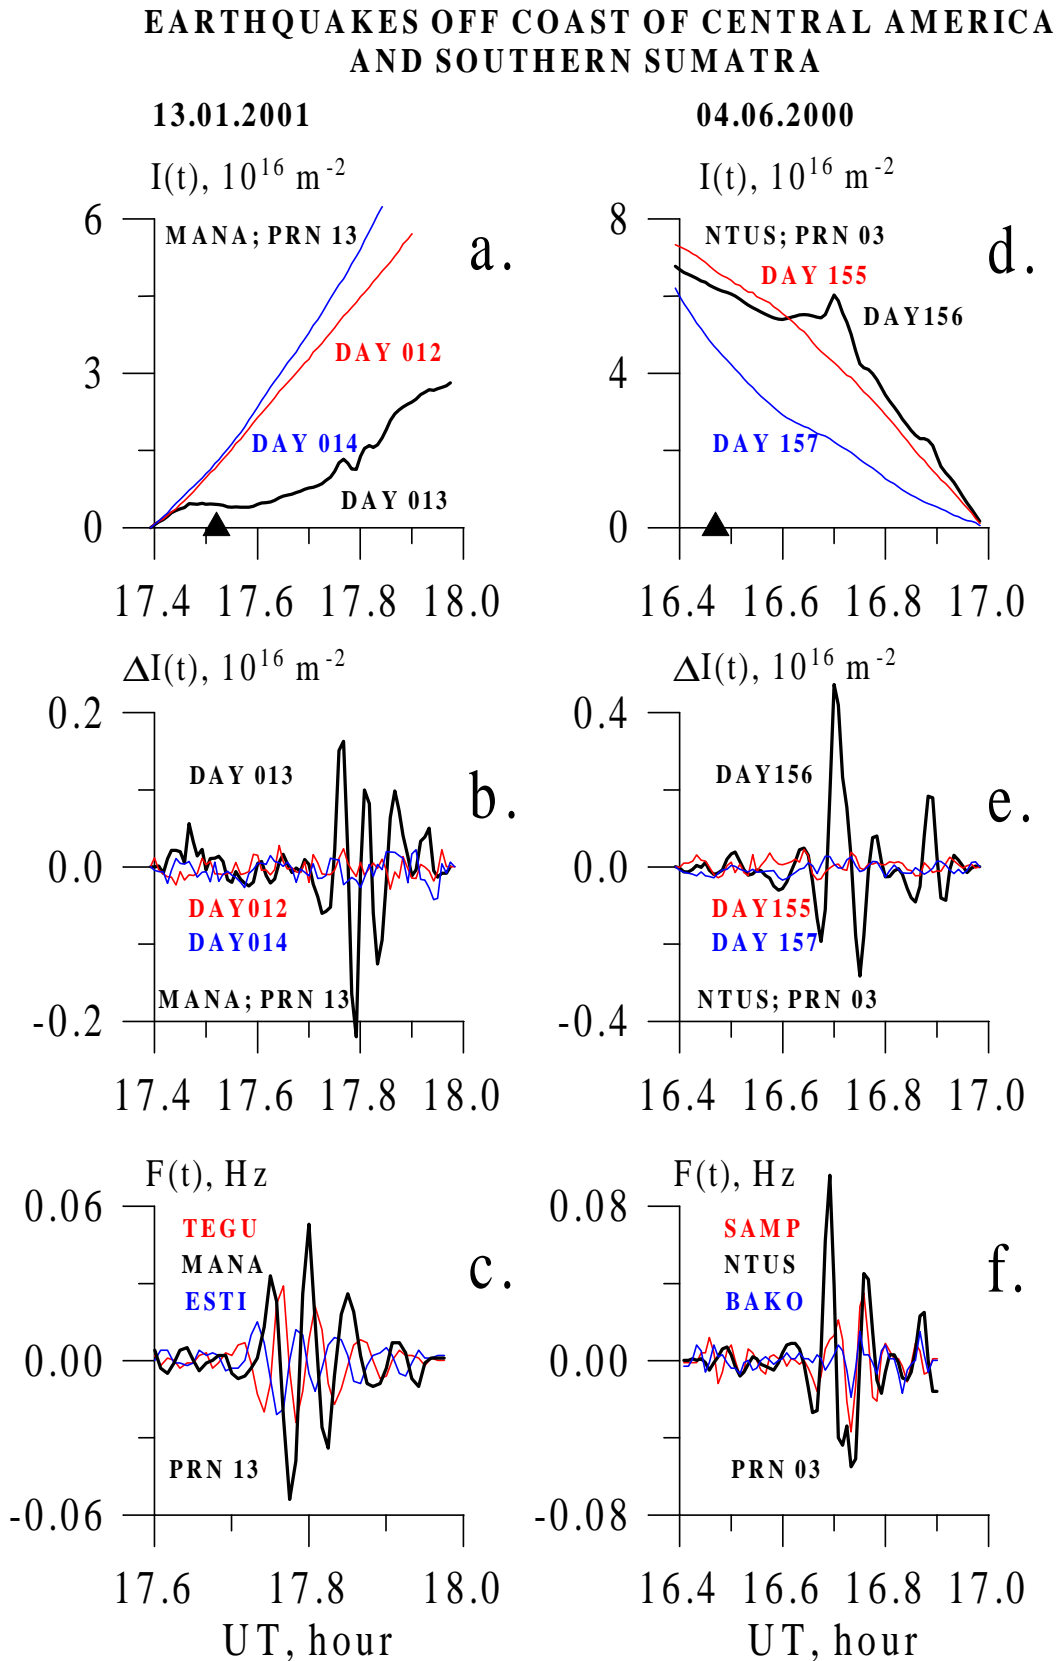 EARTHQUAKES OFF COAST OF CENTRAL AMERICA
AND SOUTHERN SUMATRA
13.01.2001
I(t), 10^16 m^-2
6
MANA; PRN 13
a.
DAY 012
3
DAY 014
DAY 013
0
17.4 17.6 17.8 18.0
ΔI(t), 10^16 m^-2
0.2
DAY 013
b.
0.0
DAY012
DAY014
MANA; PRN 13
-0.2
17.4 17.6 17.8 18.0
F(t), Hz
0.06
TEGU
MANA
c.
ESTI
0.00
PRN 13
-0.06
17.6 17.8 18.0
UT, hour
04.06.2000
I(t), 10^16 m^-2
8
NTUS; PRN 03
d.
DAY 155
DAY156
4
DAY 157
0
16.4 16.6 16.8 17.0
ΔI(t), 10^16 m^-2
0.4
DAY156
e.
0.0
DAY155
DAY 157
NTUS; PRN 03
-0.4
16.4 16.6 16.8 17.0
F(t), Hz
0.08
SAMP
NTUS
f.
BAKO
0.00
PRN 03
-0.08
16.4 16.6 16.8 17.0
UT, hour